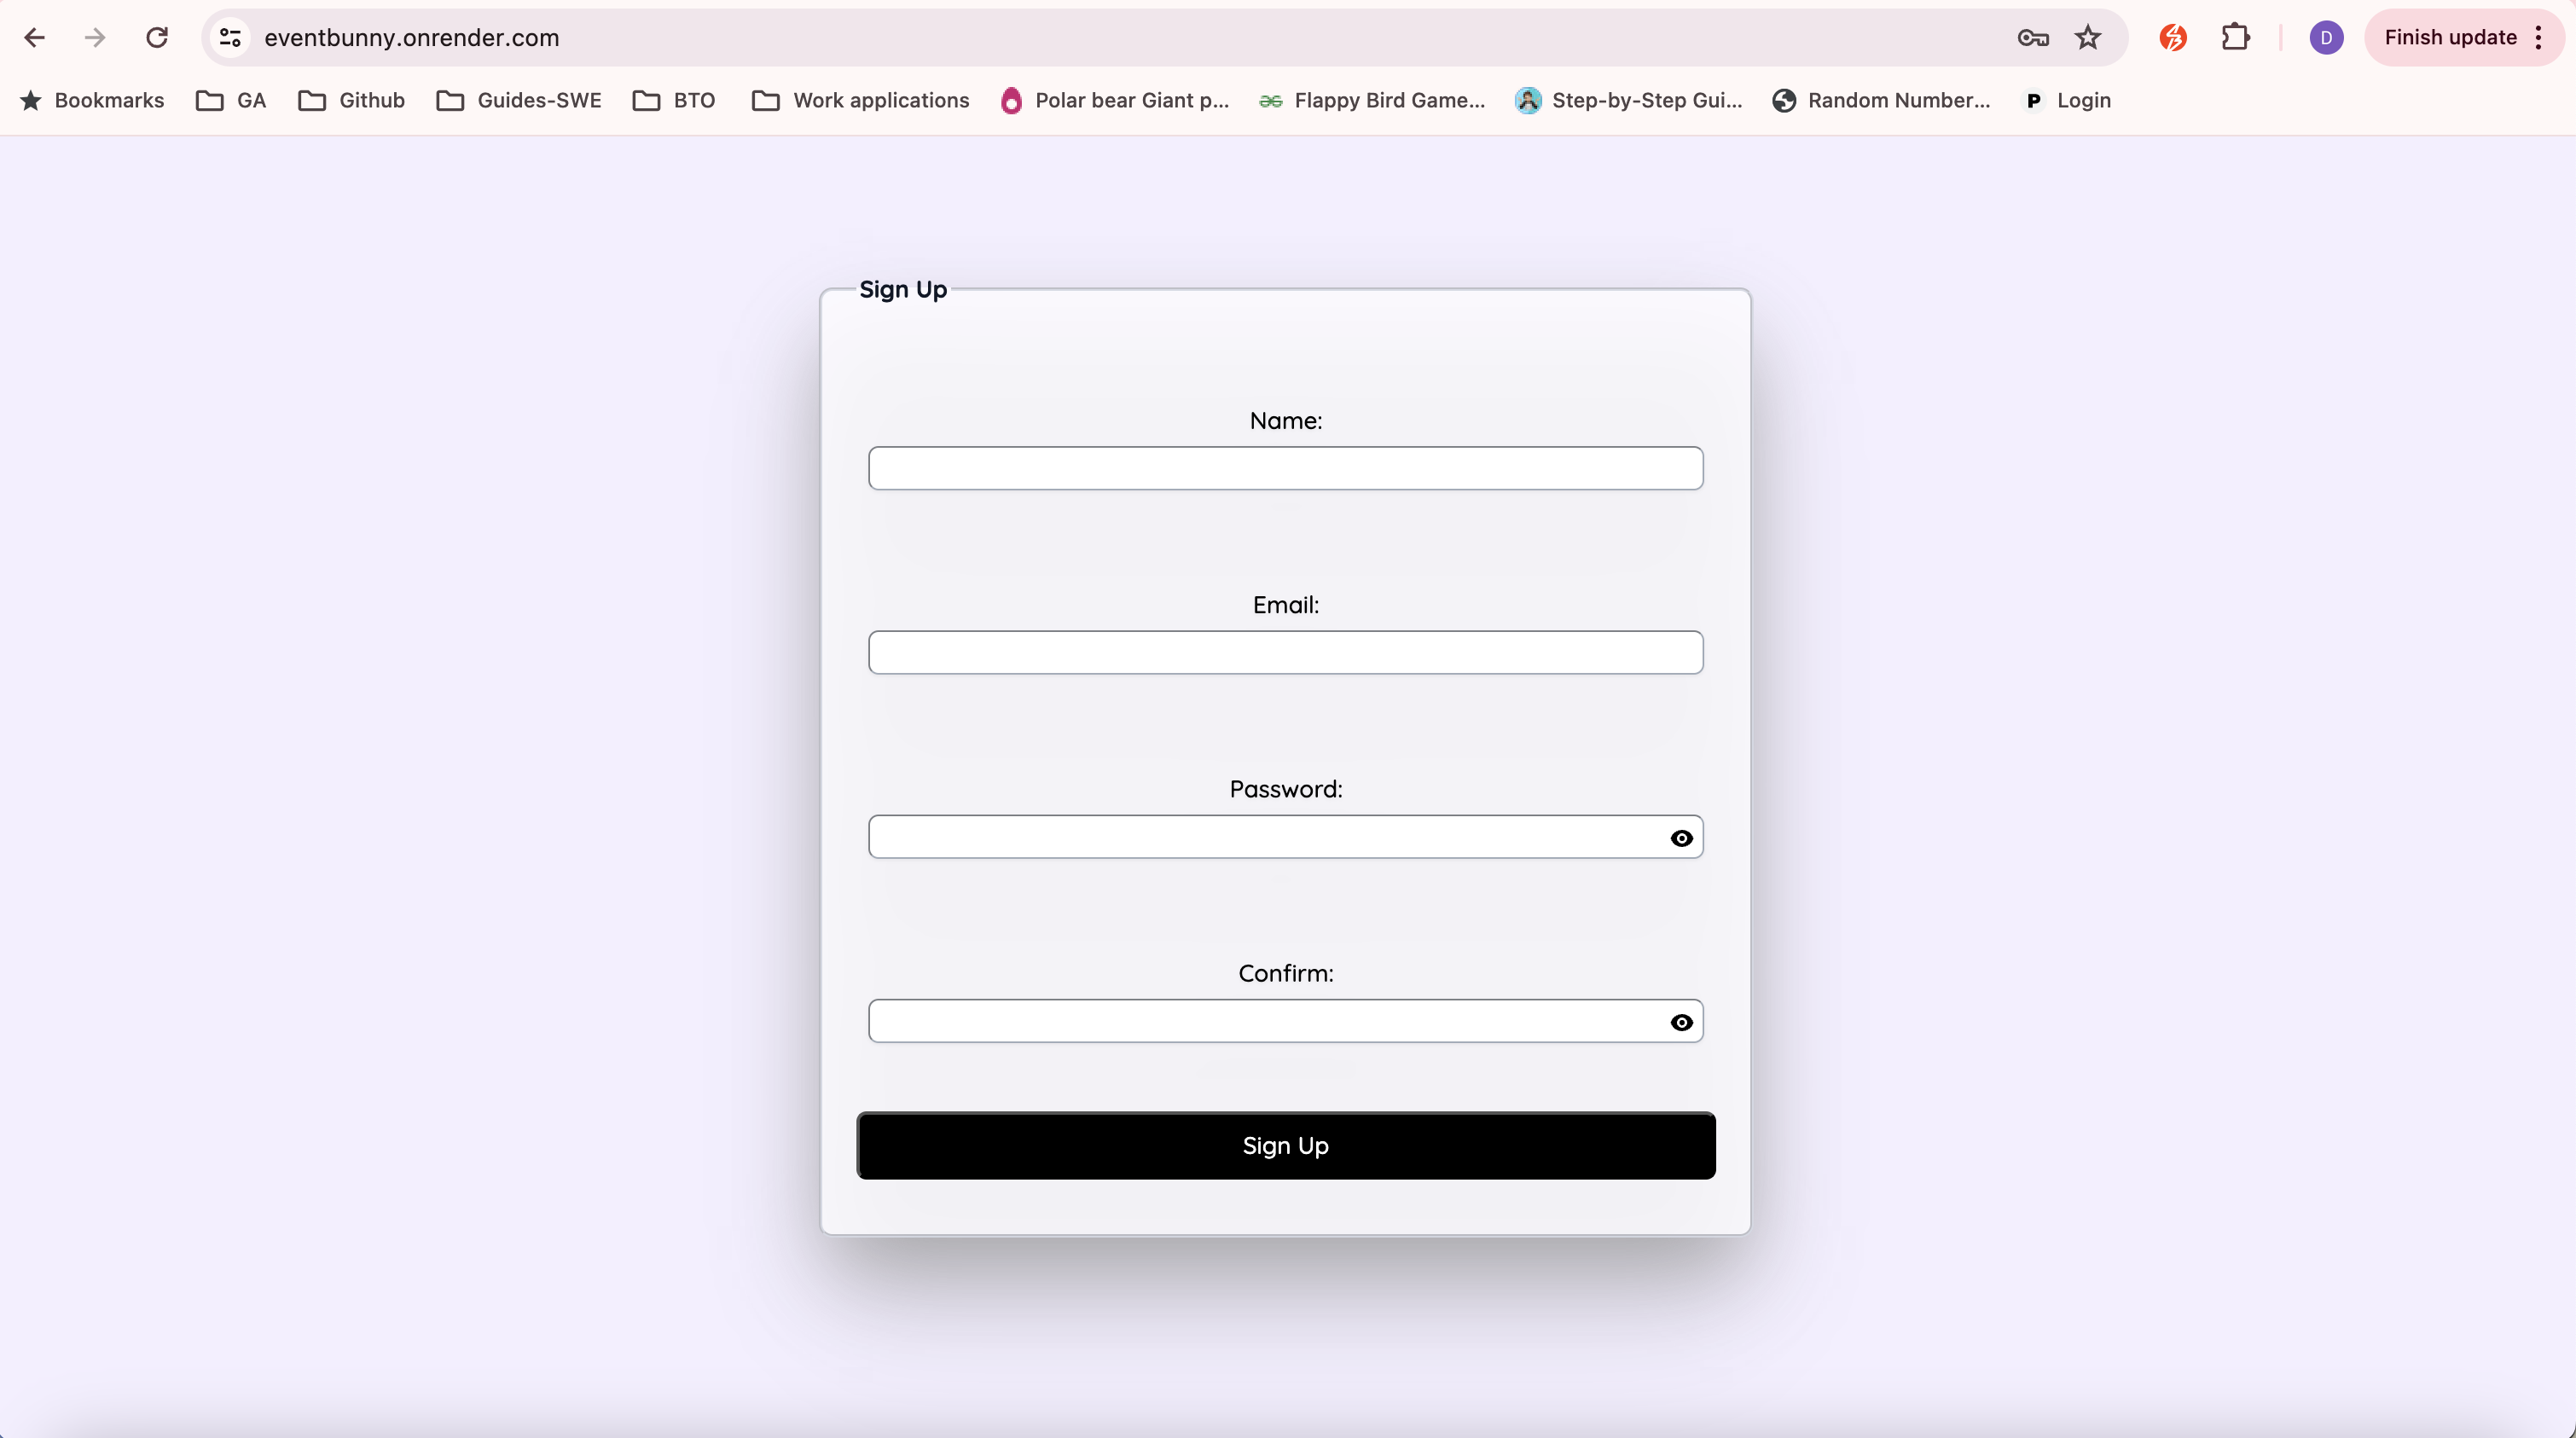 eventbunny.onrender.com
D
Finish update
Bookmarks
GA
Github
Guides-SWE
BTO
Work applications
Polar bear Giant p...
Flappy Bird Game...
Step-by-Step Gui...
Random Number...
P
Login
Sign Up
Name:
Email:
Password:
Confirm:
Sign Up